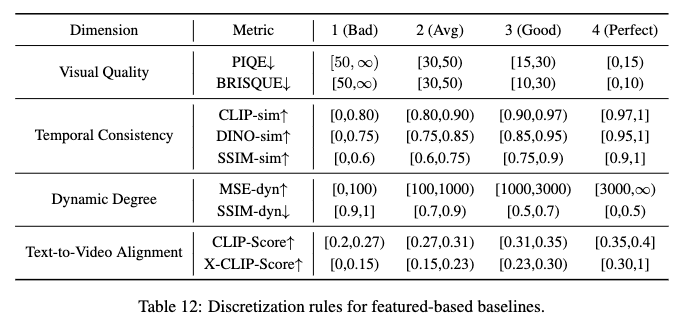 Dimension Metric 1 (Bad) 2 (Avg) 3 (Good) 4 (Perfect)
Visual Quality PIQE↓ [50, ∞) [30,50) [15,30) [0,15)
BRISQUE↓ [50,∞) [30,50) [10,30) [0,10)
Temporal Consistency CLIP-sim↑ [0,0.80) [0.80,0.90) [0.90,0.97) [0.97,1]
DINO-sim↑ [0,0.75) [0.75,0.85) [0.85,0.95) [0.95,1]
SSIM-sim↑ [0,0.6) [0.6,0.75) [0.75,0.9) [0.9,1]
Dynamic Degree MSE-dyn↑ [0,100) [100,1000) [1000,3000) [3000,∞)
SSIM-dyn↓ [0.9,1] [0.7,0.9) [0.5,0.7) [0,0.5)
Text-to-Video Alignment CLIP-Score↑ [0.2,0.27) [0.27,0.31) [0.31,0.35) [0.35,0.4]
X-CLIP-Score↑ [0,0.15) [0.15,0.23) [0.23,0.30) [0.30,1]
Table 12: Discretization rules for featured-based baselines.